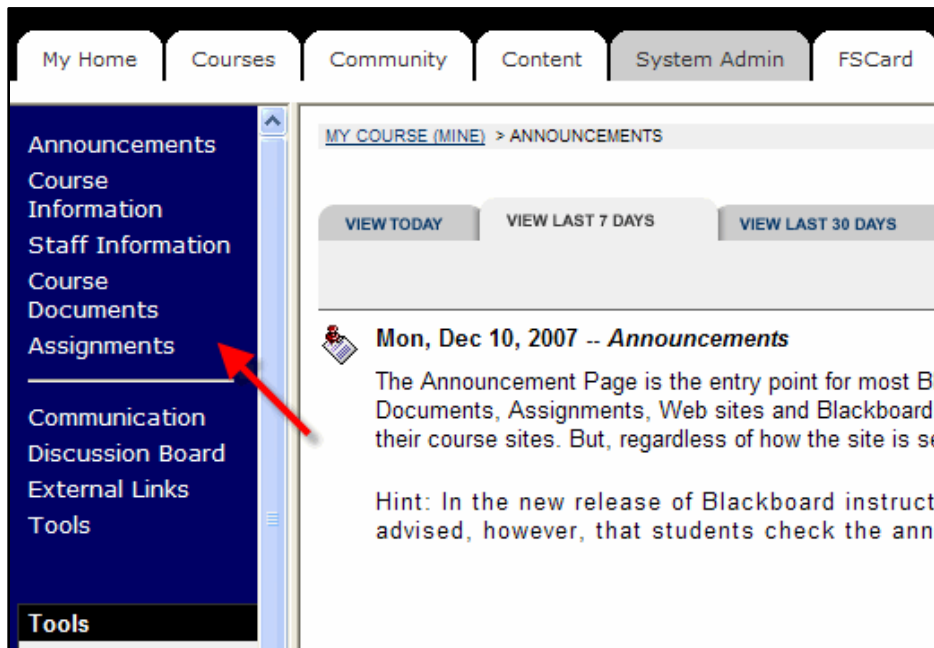 My Home Courses Community Content System Admin FSCard
Announcements
Course
Information
Staff Information
Course
Documents
Assignments
Communication
Discussion Board
External Links
Tools
Tools
MY COURSE (MINE) > ANNOUNCEMENTS
VIEW TODAY VIEW LAST 7 DAYS VIEW LAST 30 DAYS
Mon, Dec 10, 2007 -- Announcements
The Announcement Page is the entry point for most B
Documents, Assignments, Web sites and Blackboard
their course sites. But, regardless of how the site is se
Hint: In the new release of Blackboard instruct
advised, however, that students check the ann